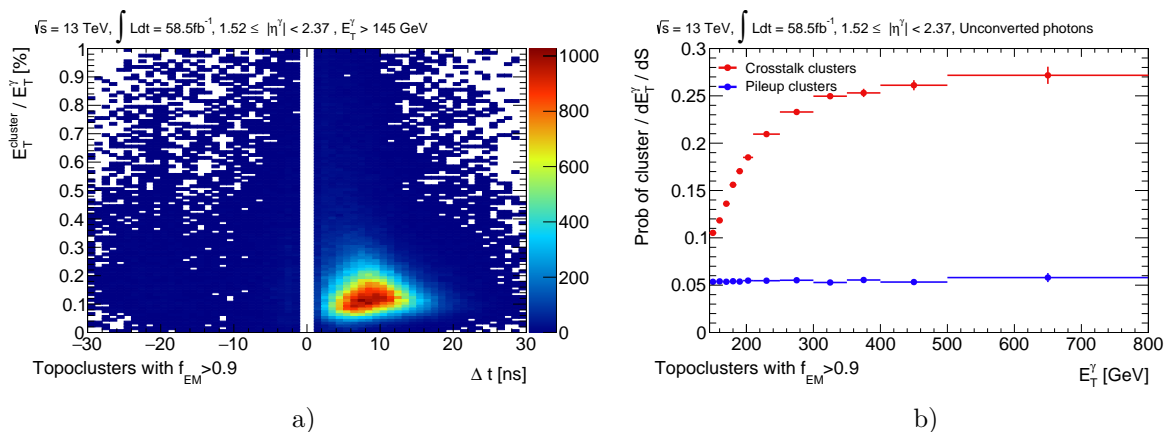 √s = 13 TeV, ∫ Ldt = 58.5fb⁻¹, 1.52 ≤ |η^γ| < 2.37 , E_T^γ > 145 GeV
E_T^cluster / E_T^γ [%]
1
0.9
0.8
0.7
0.6
0.5
0.4
0.3
0.2
0.1
0
−30 −20 −10 0 10 20 30
1000
800
600
400
200
0
Topoclusters with f_EM>0.9
Δ t [ns]
a)
√s = 13 TeV, ∫ Ldt = 58.5fb⁻¹, 1.52 ≤ |η^γ| < 2.37, Unconverted photons
Prob of cluster / dE_T^γ / dS
0.3
0.25
0.2
0.15
0.1
0.05
0
Crosstalk clusters
Pileup clusters
200 300 400 500 600 700 800
Topoclusters with f_EM>0.9
E_T^γ [GeV]
b)